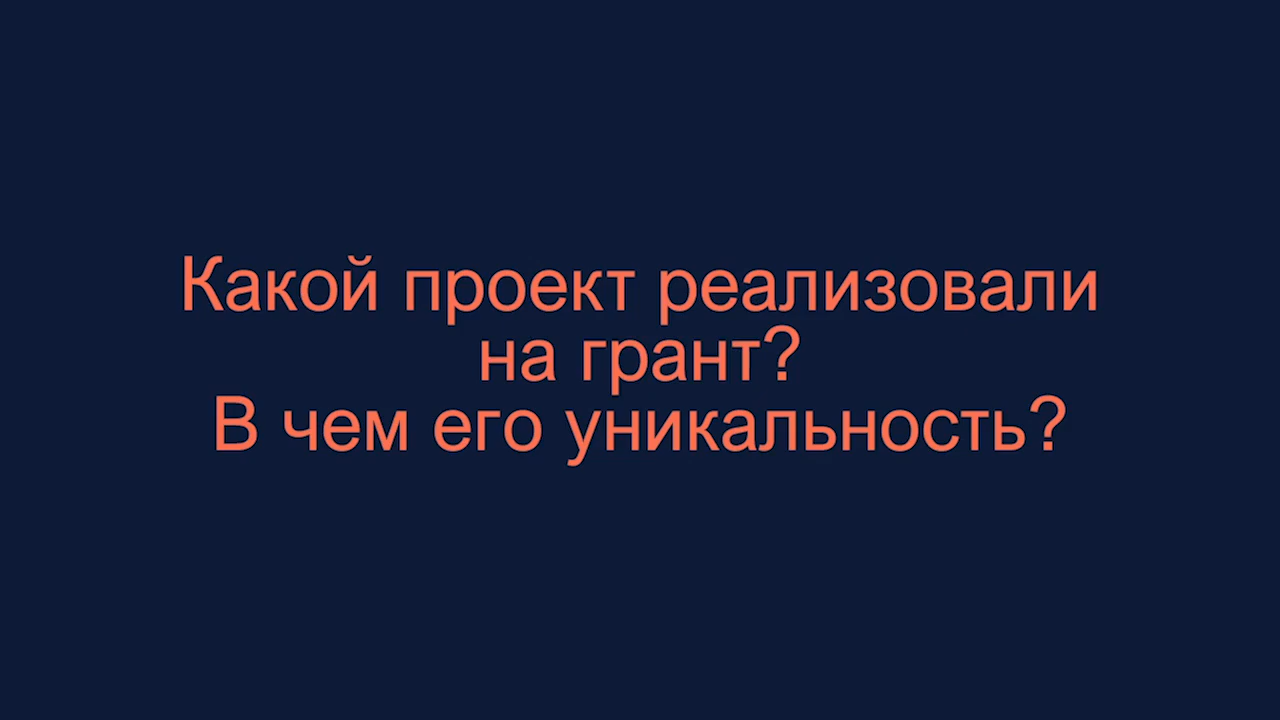 Какой проект реализовали
на грант?
В чем его уникальность?